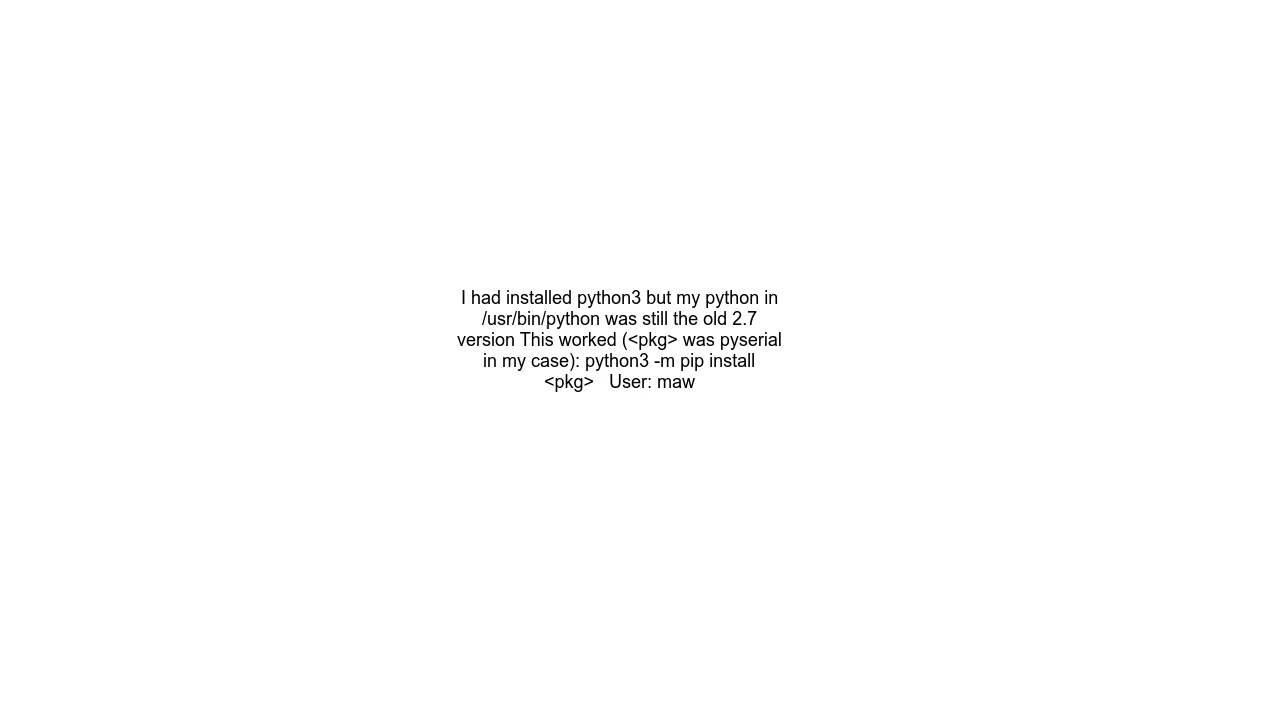 I had installed python3 but my python in
/usr/bin/python was still the old 2.7
version This worked (<pkg> was pyserial
in my case): python3 -m pip install
<pkg>   User: maw